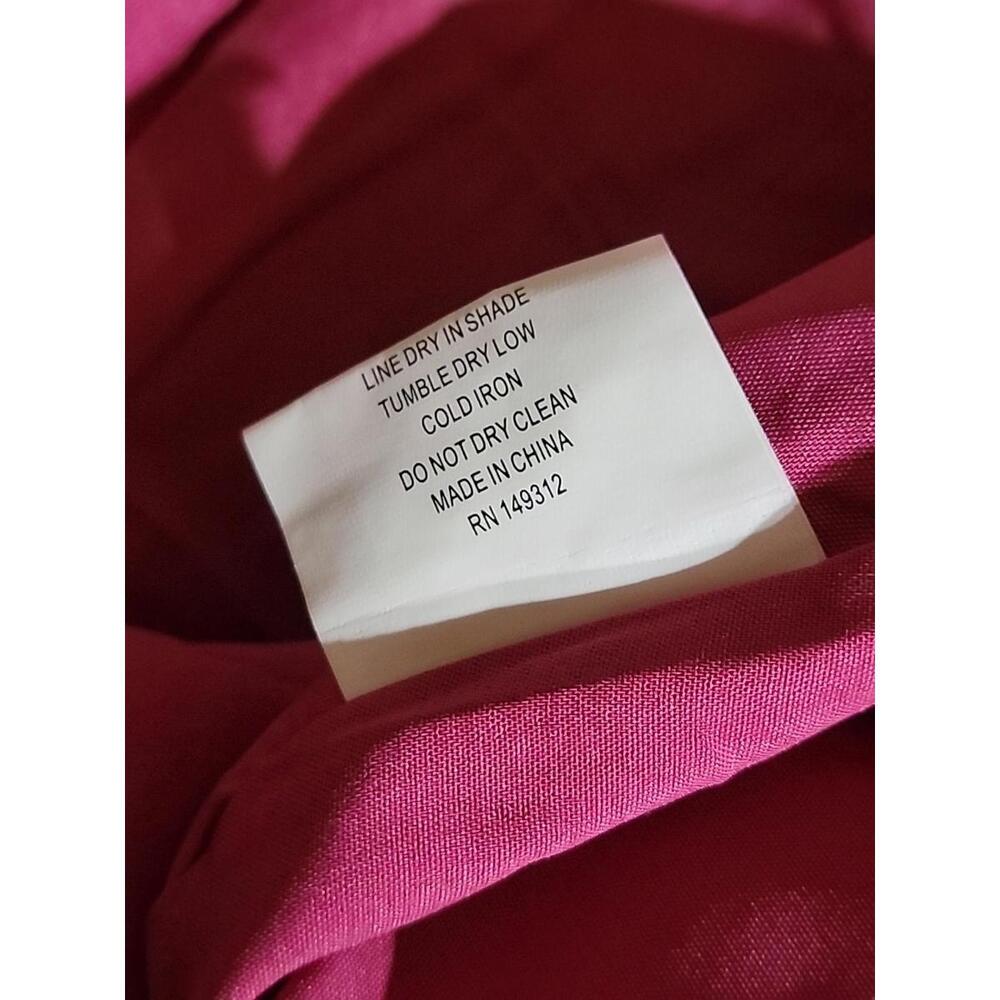 LINE DRY IN SHADE
TUMBLE DRY LOW
COLD IRON
DO NOT DRY CLEAN
MADE IN CHINA
RN 149312